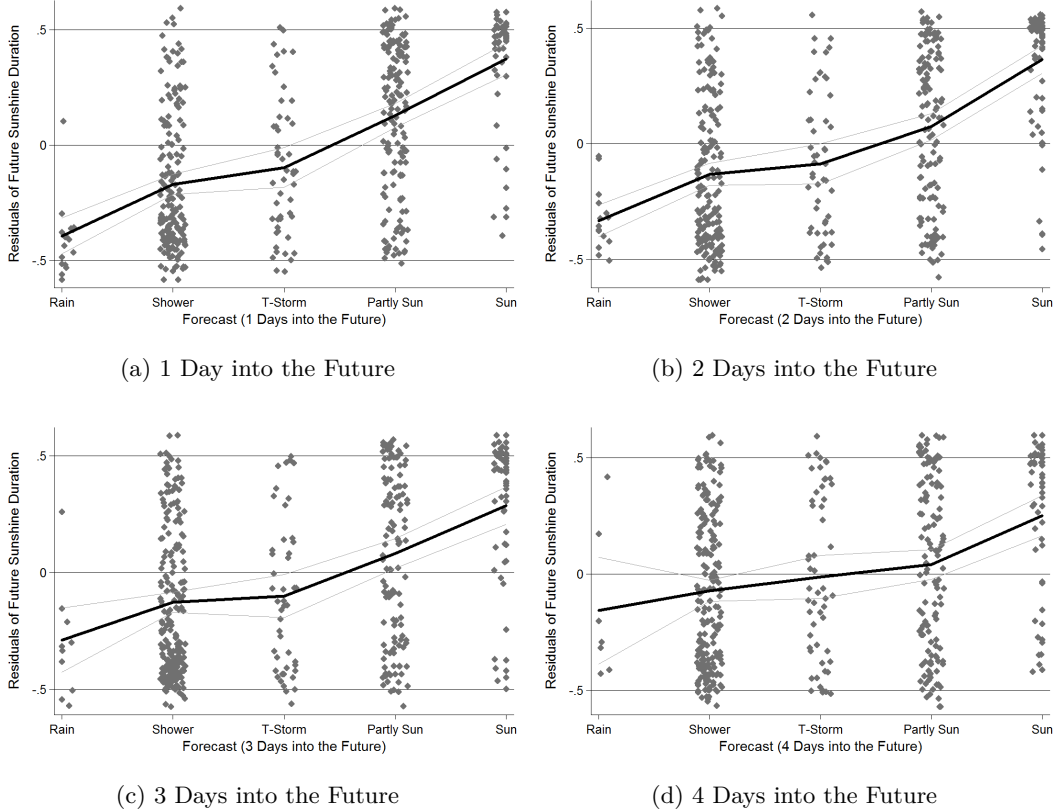 Residuals of Future Sunshine Duration
.5
0
-.5
Rain Shower T-Storm Partly Sun Sun
Forecast (1 Days into the Future)
(a) 1 Day into the Future
Residuals of Future Sunshine Duration
.5
0
-.5
Rain Shower T-Storm Partly Sun Sun
Forecast (2 Days into the Future)
(b) 2 Days into the Future
Residuals of Future Sunshine Duration
.5
0
-.5
Rain Shower T-Storm Partly Sun Sun
Forecast (3 Days into the Future)
(c) 3 Days into the Future
Residuals of Future Sunshine Duration
.5
0
-.5
Rain Shower T-Storm Partly Sun Sun
Forecast (4 Days into the Future)
(d) 4 Days into the Future